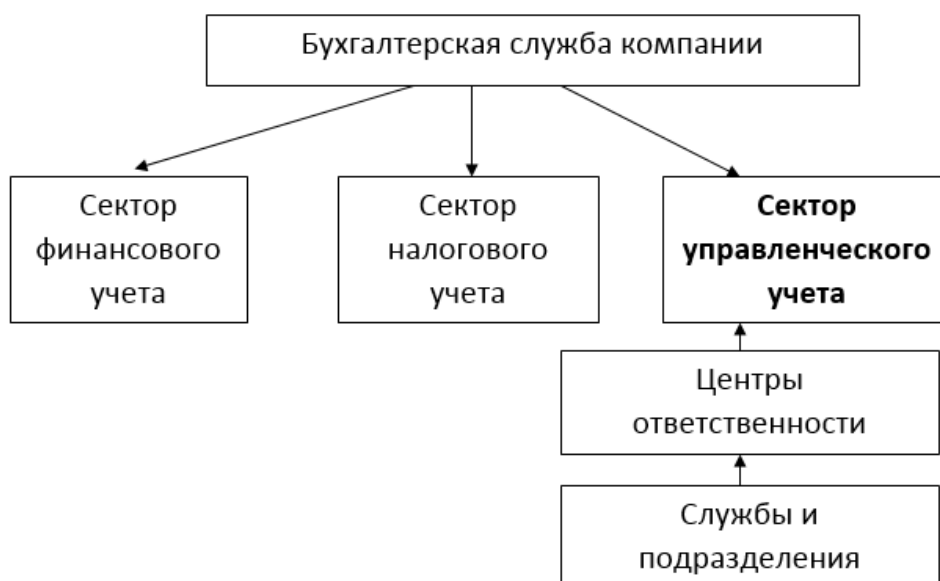 Бухгалтерская служба компании
Сектор
финансового
учета
Сектор
налогового
учета
Сектор
управленческого
учета
Центры
ответственности
Службы и
подразделения